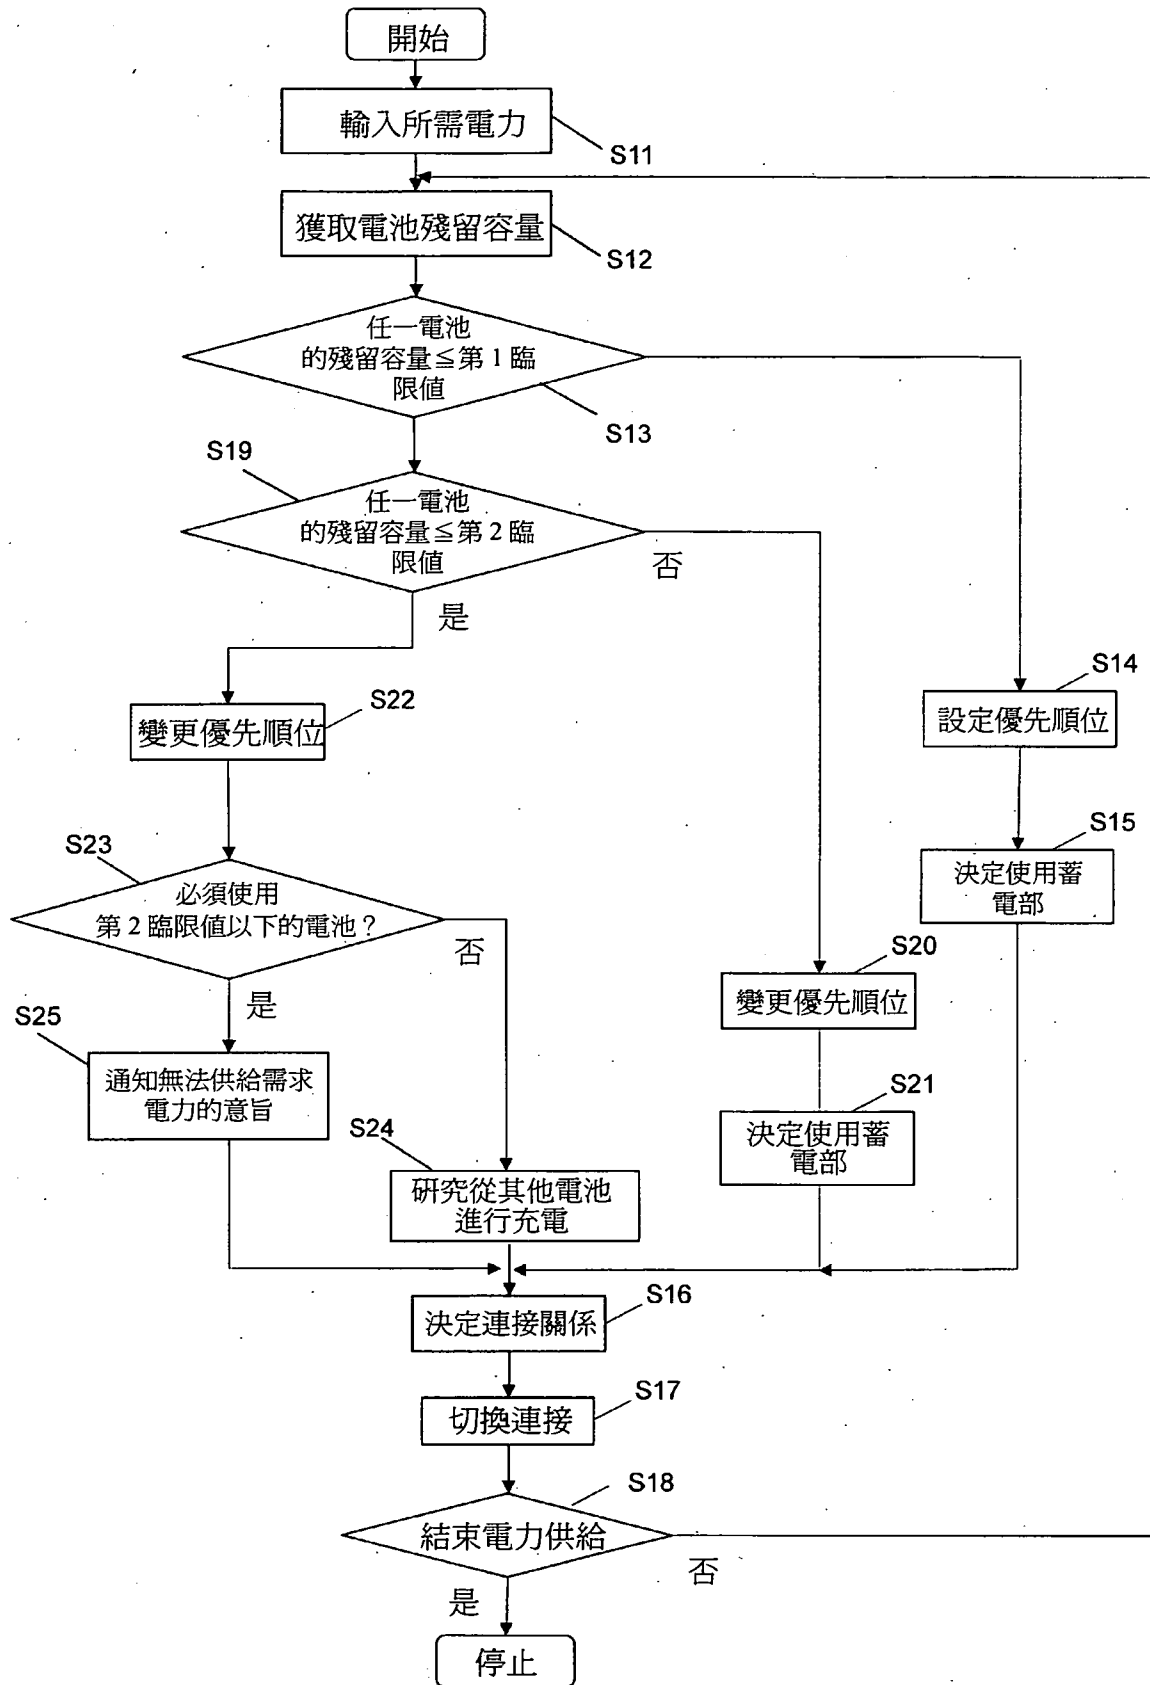 開始
輸入所需電力
S11
獲取電池殘留容量
S12
任一電池
的殘留容量≦第1臨
限值
S13
S19
任一電池
的殘留容量≦第2臨
限值
否
是
S14
設定優先順位
S22
變更優先順位
S15
決定使用蓄
電部
S23
必須使用
第2臨限值以下的電池?
否
是
S20
變更優先順位
S25
通知無法供給需求
電力的意旨
S21
決定使用蓄
電部
S24
研究從其他電池
進行充電
S16
決定連接關係
S17
切換連接
S18
結束電力供給
否
是
停止